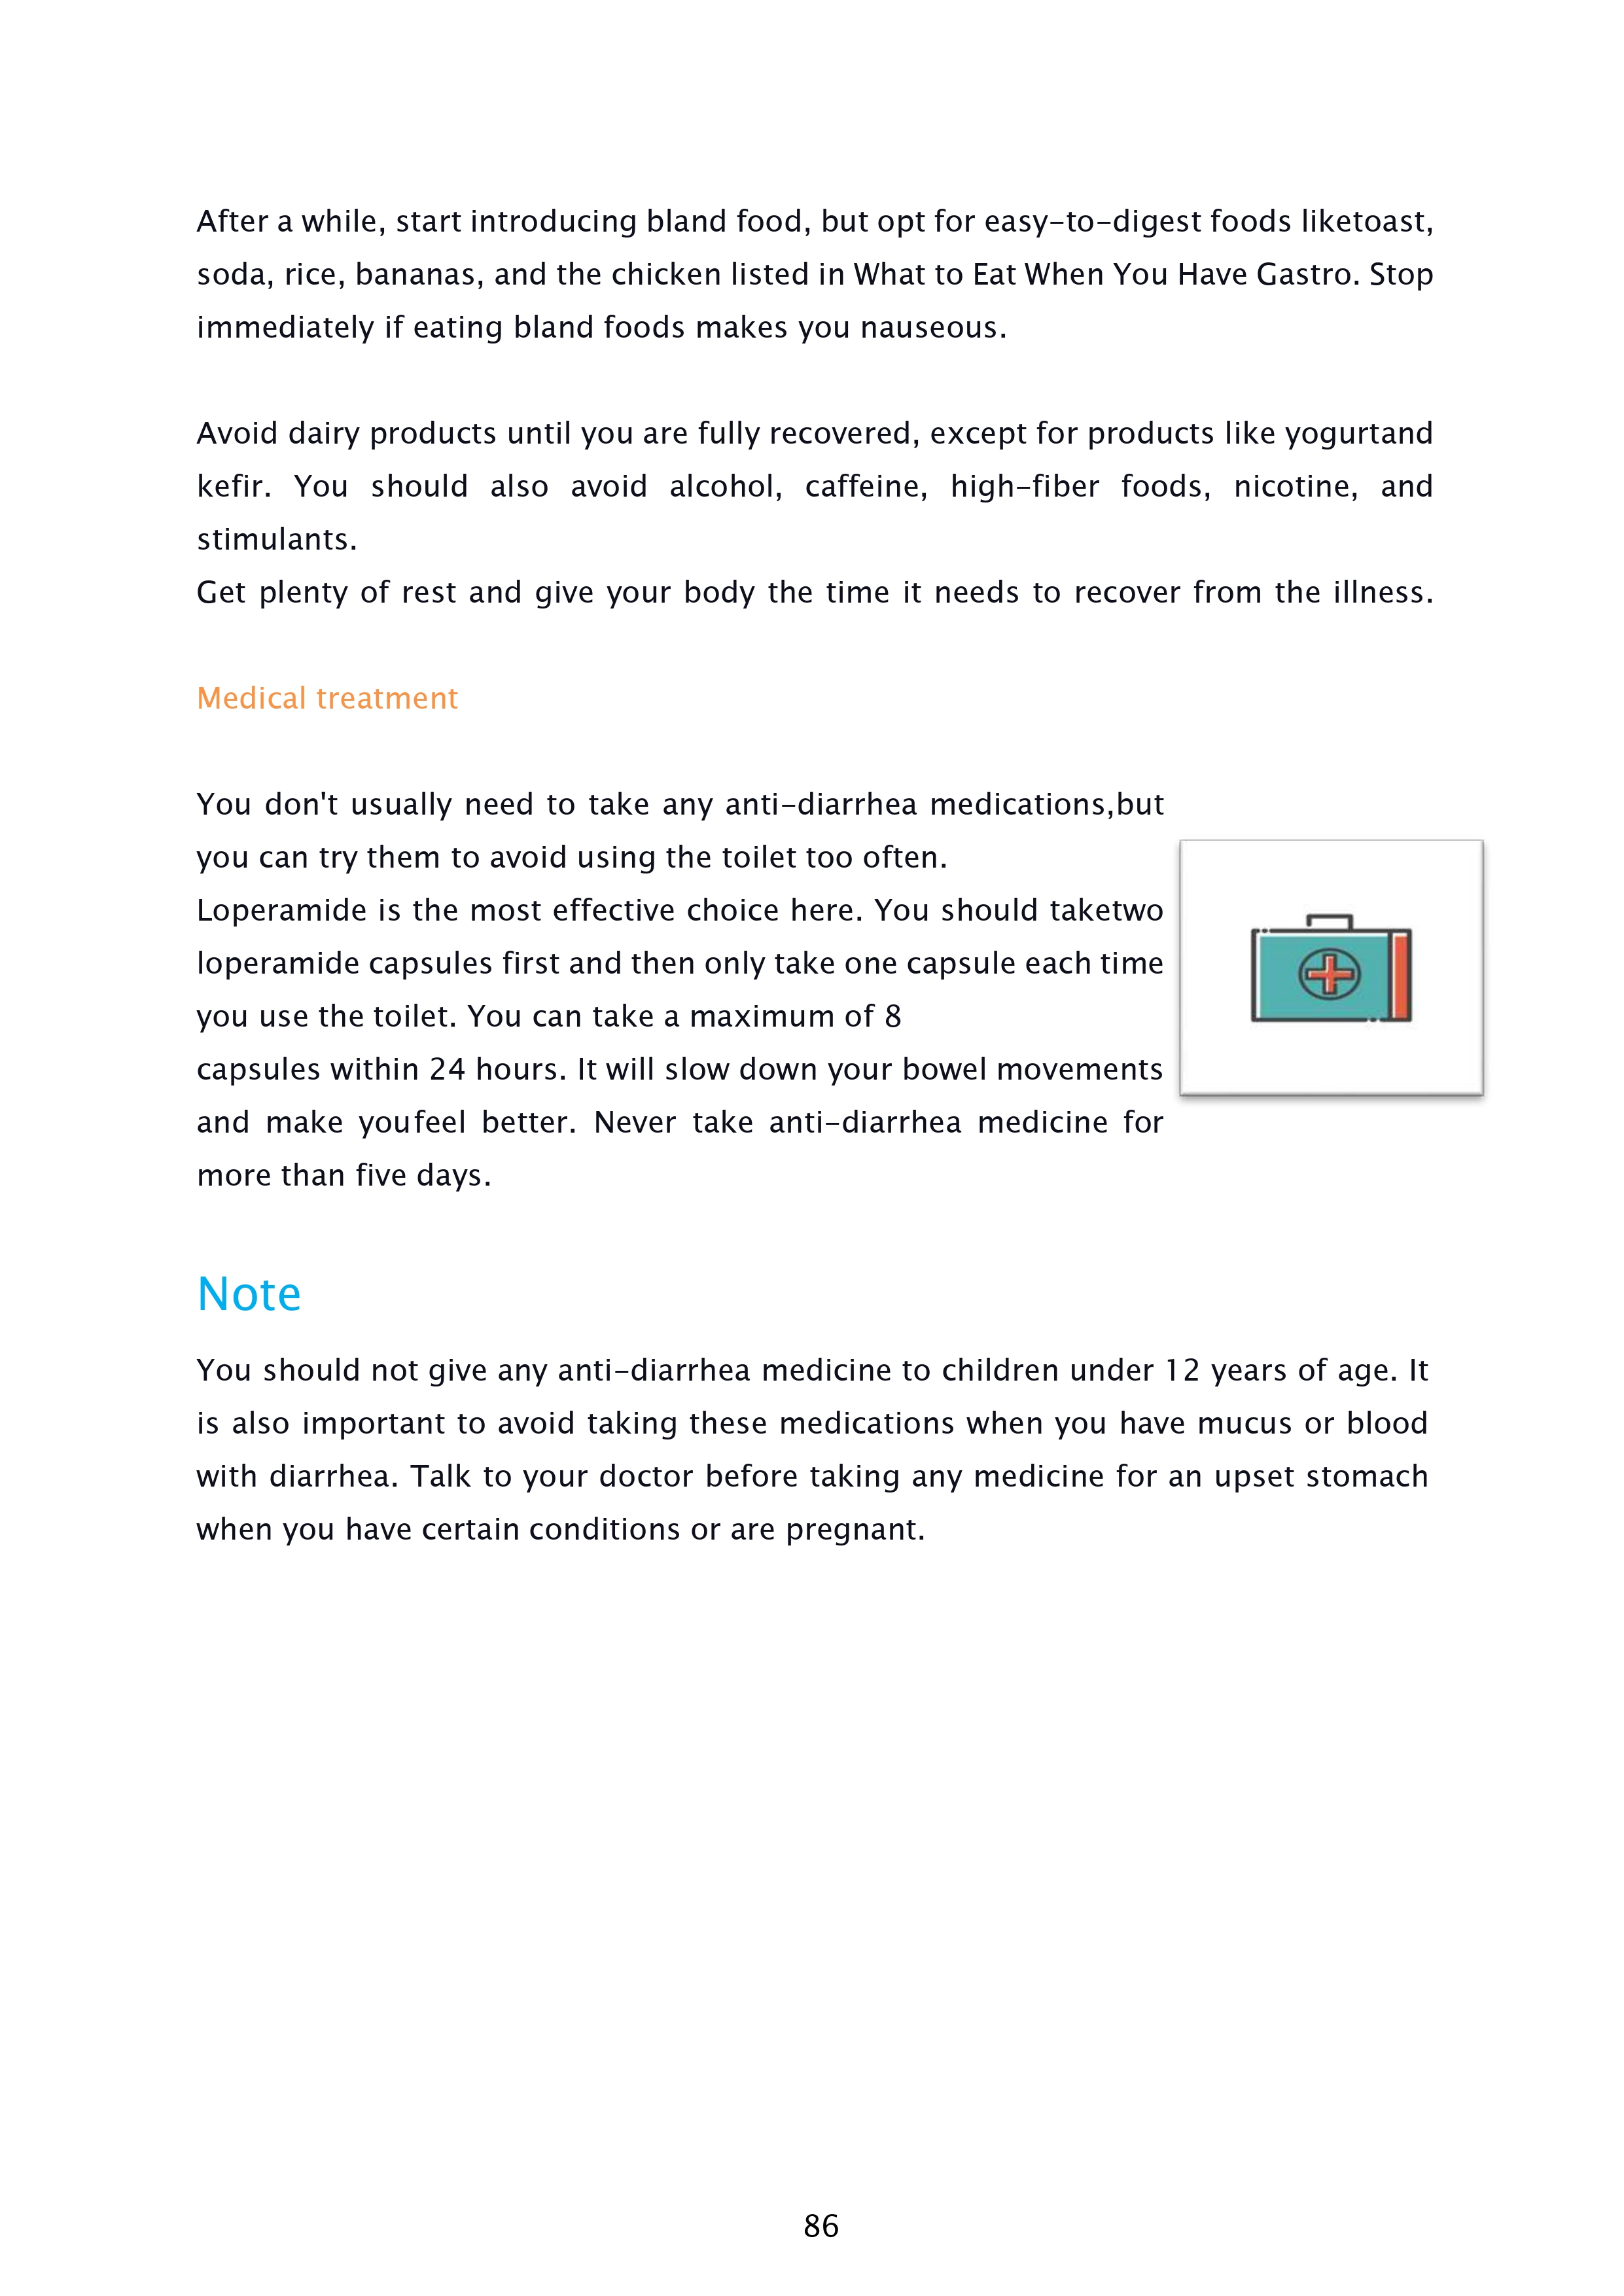 After a while, start introducing bland food, but opt for easy-to-digest foods liketoast,
soda, rice, bananas, and the chicken listed in What to Eat When You Have Gastro. Stop
immediately if eating bland foods makes you nauseous.
Avoid dairy products until you are fully recovered, except for products like yogurtand
kefir. You should also avoid alcohol, caffeine, high-fiber foods, nicotine, and
stimulants.
Get plenty of rest and give your body the time it needs to recover from the illness.
Medical treatment
You don't usually need to take any anti-diarrhea medications,but
you can try them to avoid using the toilet too often.
Loperamide is the most effective choice here. You should taketwo
loperamide capsules first and then only take one capsule each time
you use the toilet. You can take a maximum of 8
capsules within 24 hours. It will slow down your bowel movements
and make youfeel better. Never take anti-diarrhea medicine for
more than five days.
Note
You should not give any anti-diarrhea medicine to children under 12 years of age. It
is also important to avoid taking these medications when you have mucus or blood
with diarrhea. Talk to your doctor before taking any medicine for an upset stomach
when you have certain conditions or are pregnant.
86